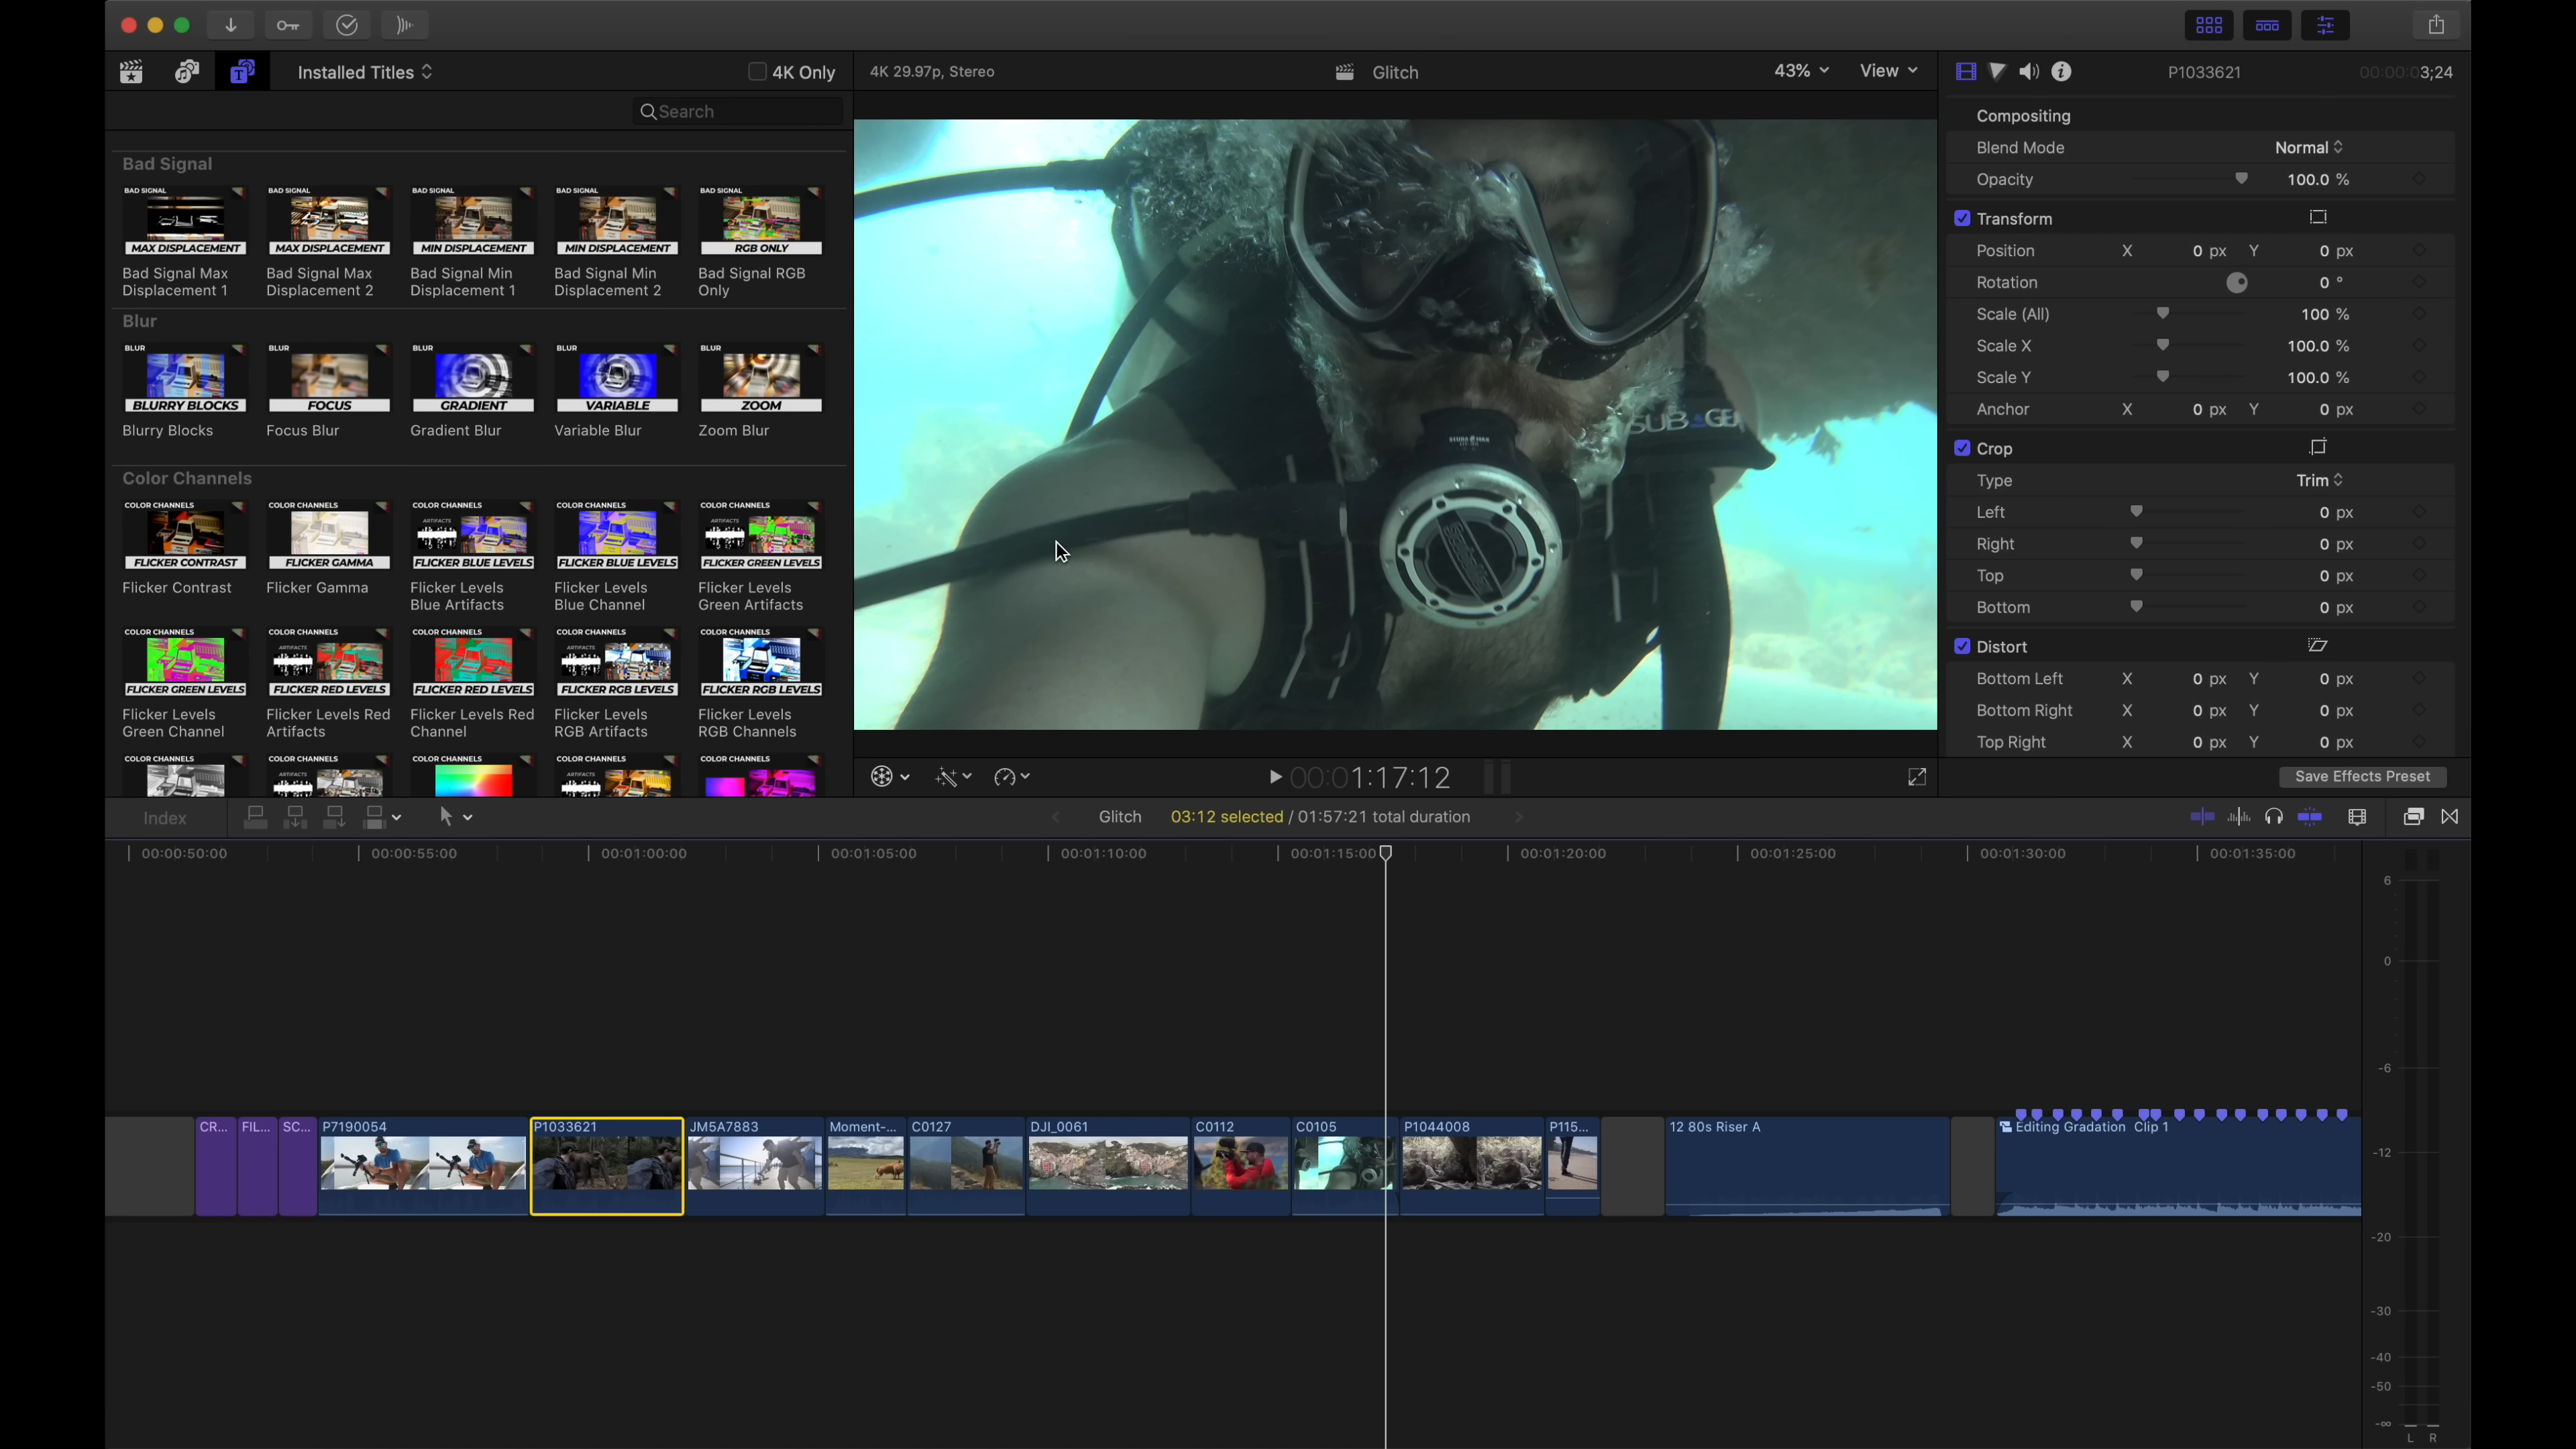 Installed Titles
4K Only
4K 29.97p, Stereo
Glitch
43%
View
P1033621
00:00:03;24
Search
Bad Signal
BAD SIGNAL BAD SIGNAL BAD SIGNAL BAD SIGNAL BAD SIGNAL
MAX DISPLACEMENT MAX DISPLACEMENT MIN DISPLACEMENT MIN DISPLACEMENT RGB ONLY
Bad Signal Max Displacement 1
Bad Signal Max Displacement 2
Bad Signal Min Displacement 1
Bad Signal Min Displacement 2
Bad Signal RGB Only
Blur
BLUR BLUR BLUR BLUR BLUR
BLURRY BLOCKS FOCUS GRADIENT VARIABLE ZOOM
Blurry Blocks
Focus Blur
Gradient Blur
Variable Blur
Zoom Blur
Color Channels
COLOR CHANNELS COLOR CHANNELS COLOR CHANNELS COLOR CHANNELS COLOR CHANNELS
ARTIFACTS ARTIFACTS
FLICKER CONTRAST FLICKER GAMMA FLICKER BLUE LEVELS FLICKER BLUE LEVELS FLICKER GREEN LEVELS
Flicker Contrast
Flicker Gamma
Flicker Levels Blue Artifacts
Flicker Levels Blue Channel
Flicker Levels Green Artifacts
COLOR CHANNELS COLOR CHANNELS COLOR CHANNELS COLOR CHANNELS COLOR CHANNELS
ARTIFACTS ARTIFACTS
FLICKER GREEN LEVELS FLICKER RED LEVELS FLICKER RED LEVELS FLICKER RGB LEVELS FLICKER RGB LEVELS
Flicker Levels Green Channel
Flicker Levels Red Artifacts
Flicker Levels Red Channel
Flicker Levels RGB Artifacts
Flicker Levels RGB Channels
COLOR CHANNELS COLOR CHANNELS COLOR CHANNELS COLOR CHANNELS COLOR CHANNELS
ARTIFACTS ARTIFACTS
SUB GEA
SCUBAMAX
00:01:17:12
Compositing
Blend Mode Normal
Opacity 100.0 %
Transform
Position X 0 px Y 0 px
Rotation 0 °
Scale (All) 100 %
Scale X 100.0 %
Scale Y 100.0 %
Anchor X 0 px Y 0 px
Crop
Type Trim
Left 0 px
Right 0 px
Top 0 px
Bottom 0 px
Distort
Bottom Left X 0 px Y 0 px
Bottom Right X 0 px Y 0 px
Top Right X 0 px Y 0 px
Save Effects Preset
Index
Glitch
03:12 selected / 01:57:21 total duration
00:00:50:00 00:00:55:00 00:01:00:00 00:01:05:00 00:01:10:00 00:01:15:00 00:01:20:00 00:01:25:00 00:01:30:00 00:01:35:00
CR... FIL... SC... P7190054 P1033621 JM5A7883 Moment-... C0127 DJI_0061 C0112 C0105 P1044008 P115... 12 80s Riser A Editing Gradation Clip 1
6
0
-6
-12
-20
-30
-40
-50
-∞
L R